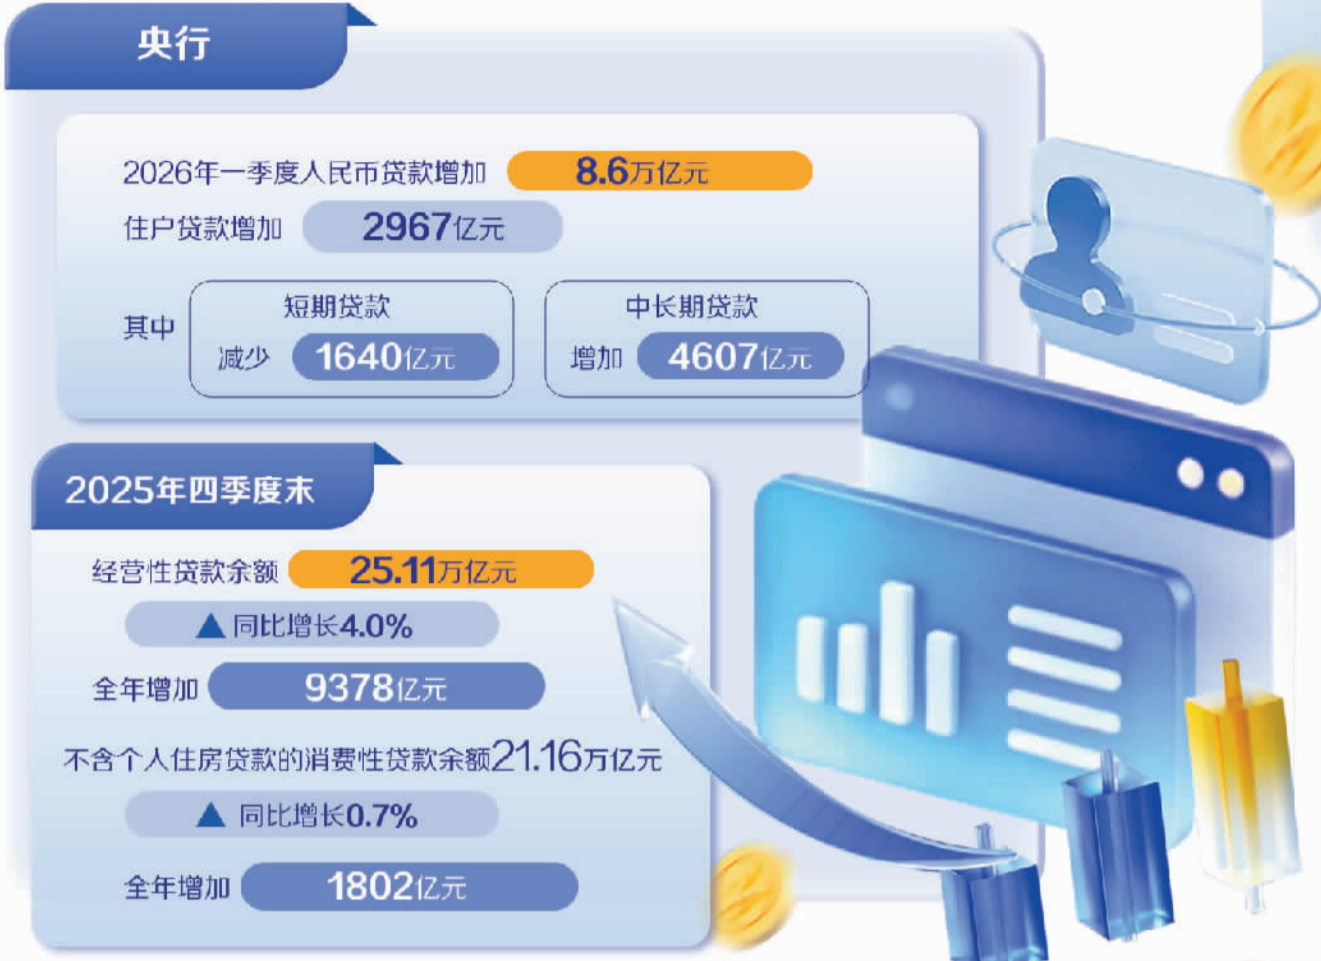 央行
2026年一季度人民币贷款增加 8.6万亿元
住户贷款增加 2967亿元
其中
短期贷款
减少 1640亿元
中长期贷款
增加 4607亿元
2025年四季度末
经营性贷款余额 25.11万亿元
▲同比增长4.0%
全年增加 9378亿元
不含个人住房贷款的消费性贷款余额21.16万亿元
▲同比增长0.7%
全年增加 1802亿元